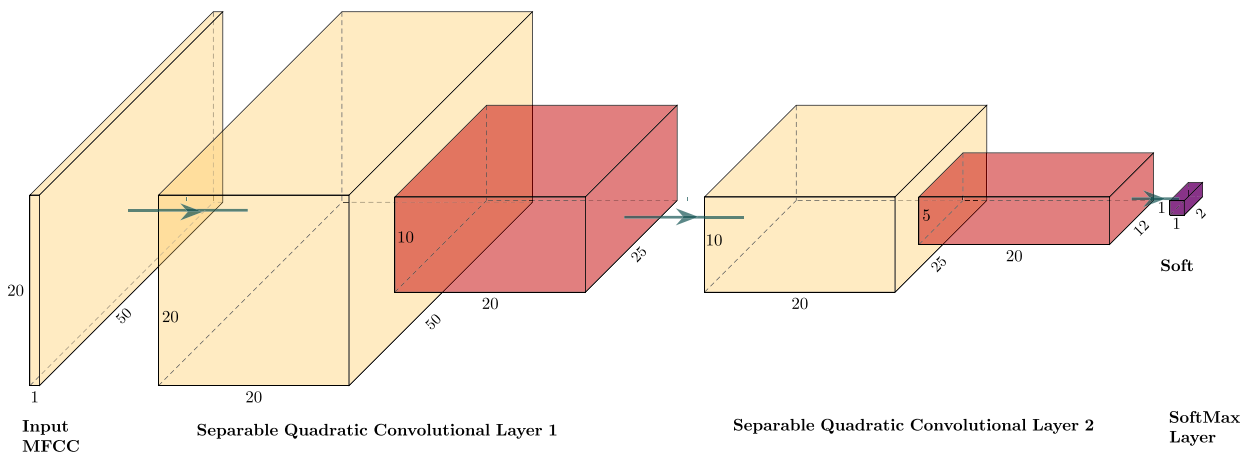 20
50
1
20
50
20
10
25
20
10
25
20
5
12
20
1
1
2
Soft
Input
MFCC
Separable Quadratic Convolutional Layer 1
Separable Quadratic Convolutional Layer 2
SoftMax
Layer